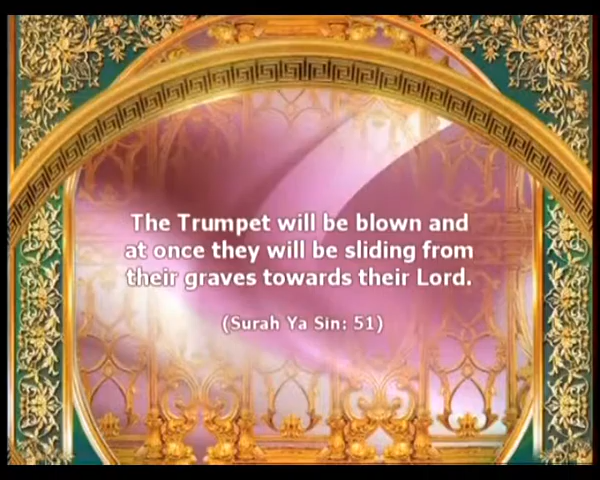 The Trumpet will be blown and
at once they will be sliding from
their graves towards their Lord.
(Surah Ya Sin: 51)